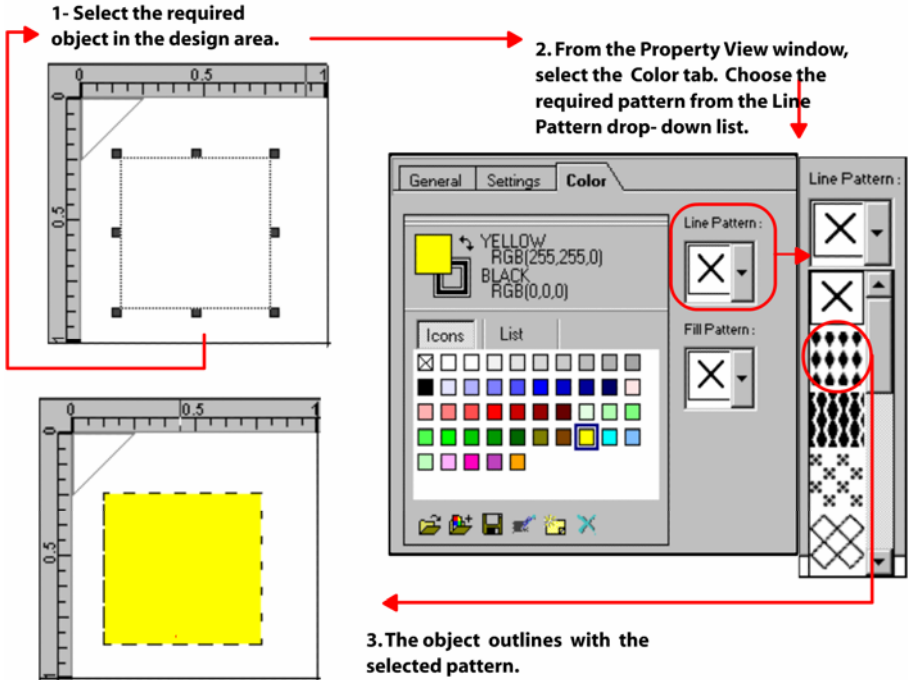 1- Select the required
object in the design area.
2. From the Property View window,
select the Color tab. Choose the
required pattern from the Line
Pattern drop- down list.
0 0.5 1
0
0.5
1
General Settings Color
YELLOW
RGB(255,255,0)
BLACK
RGB(0,0,0)
Icons List
Line Pattern :
Fill Pattern :
Line Pattern :
0 0.5 1
0
0.5
1
3. The object outlines with the
selected pattern.